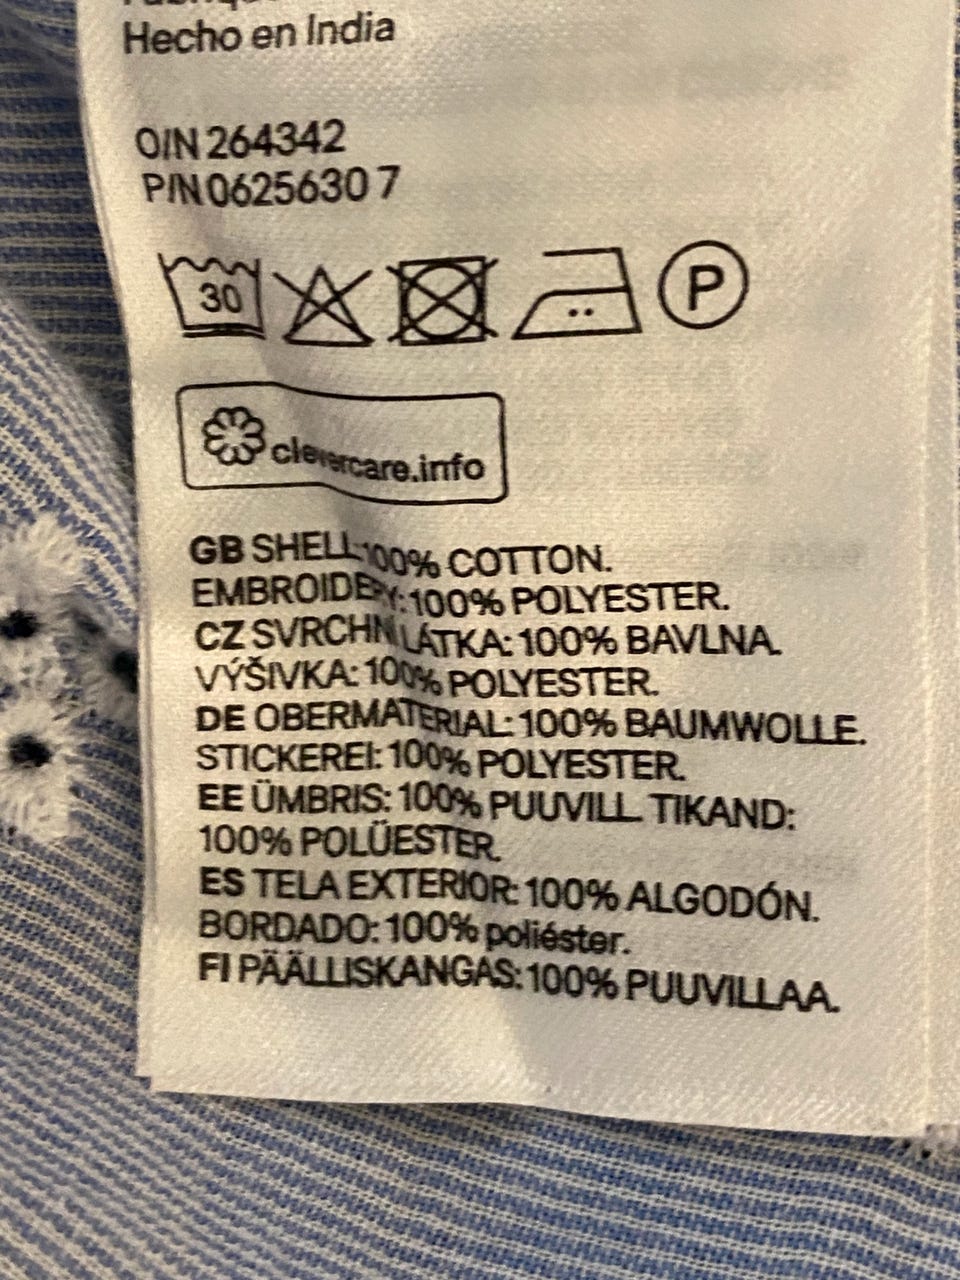 Hecho en India
O/N 264342
P/N 0625630 7
30
P
clevercare.info
GB SHELL: 100% COTTON.
EMBROIDERY: 100% POLYESTER.
CZ SVRCHNÍ LÁTKA: 100% BAVLNA.
VÝŠIVKA: 100% POLYESTER.
DE OBERMATERIAL: 100% BAUMWOLLE.
STICKEREI: 100% POLYESTER.
EE ÜMBRIS: 100% PUUVILL. TIKAND:
100% POLÜESTER.
ES TELA EXTERIOR: 100% ALGODÓN.
BORDADO: 100% poliéster.
FI PÄÄLLISKANGAS: 100% PUUVILLAA.